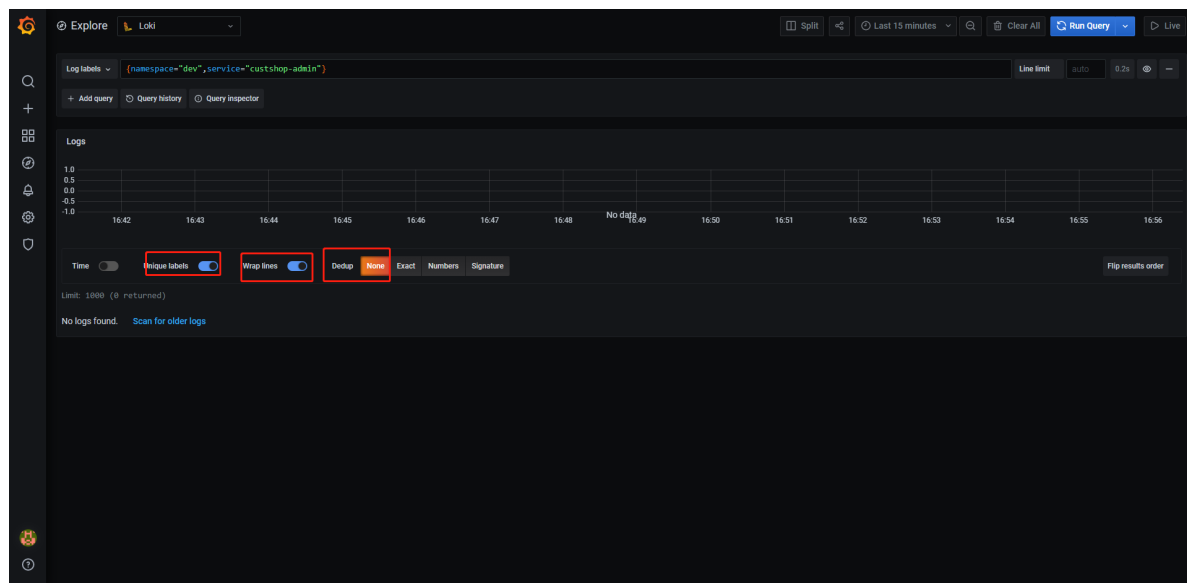 Explore Loki Split Last 15 minutes Clear All Run Query Live
Log labels {namespace="dev",service="custshop-admin"} Line limit auto 0.2s
+ Add query Query history Query inspector
Logs
1.0
0.5
0.0
-0.5
-1.0
16:42 16:43 16:44 16:45 16:46 16:47 16:48 16:49 16:50 16:51 16:52 16:53 16:54 16:55 16:56
No data
Time Unique labels Wrap lines Dedup None Exact Numbers Signature Flip results order
Limit: 1000 (0 returned)
No logs found. Scan for older logs